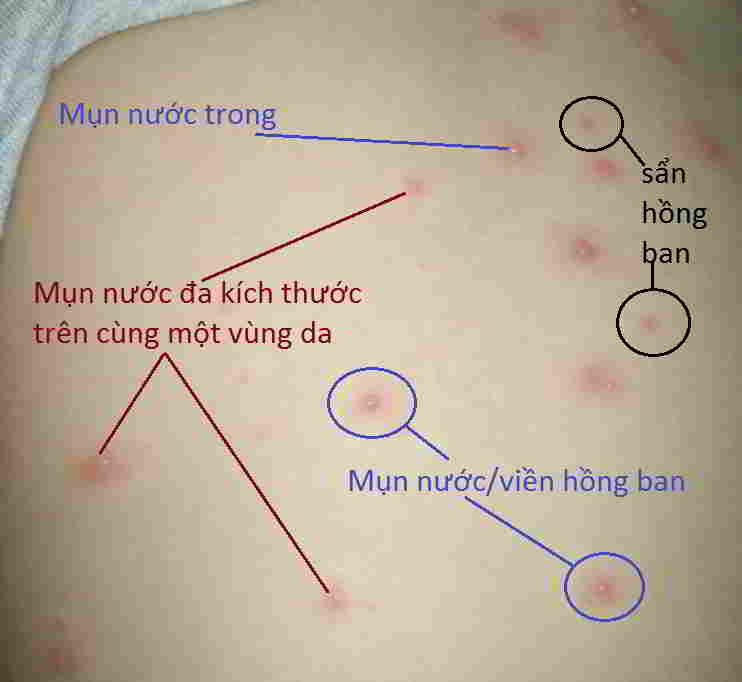 Mụn nước trong
sẩn
hồng
ban
Mụn nước đa kích thước
trên cùng một vùng da
Mụn nước/viền hồng ban